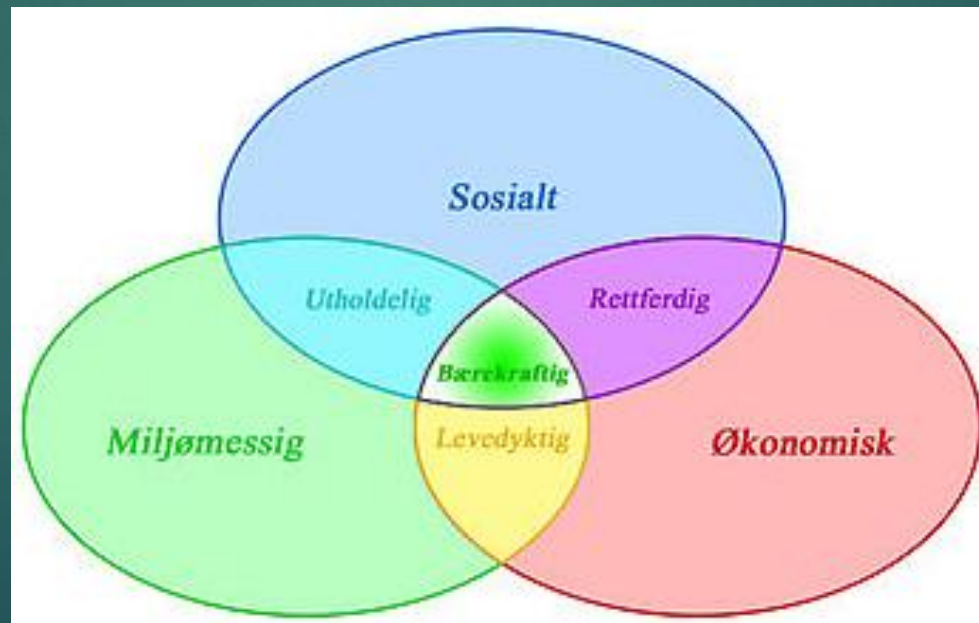 Sosialt
Utholdelig
Rettferdig
Bærekraftig
Miljømessig
Levedyktig
Økonomisk